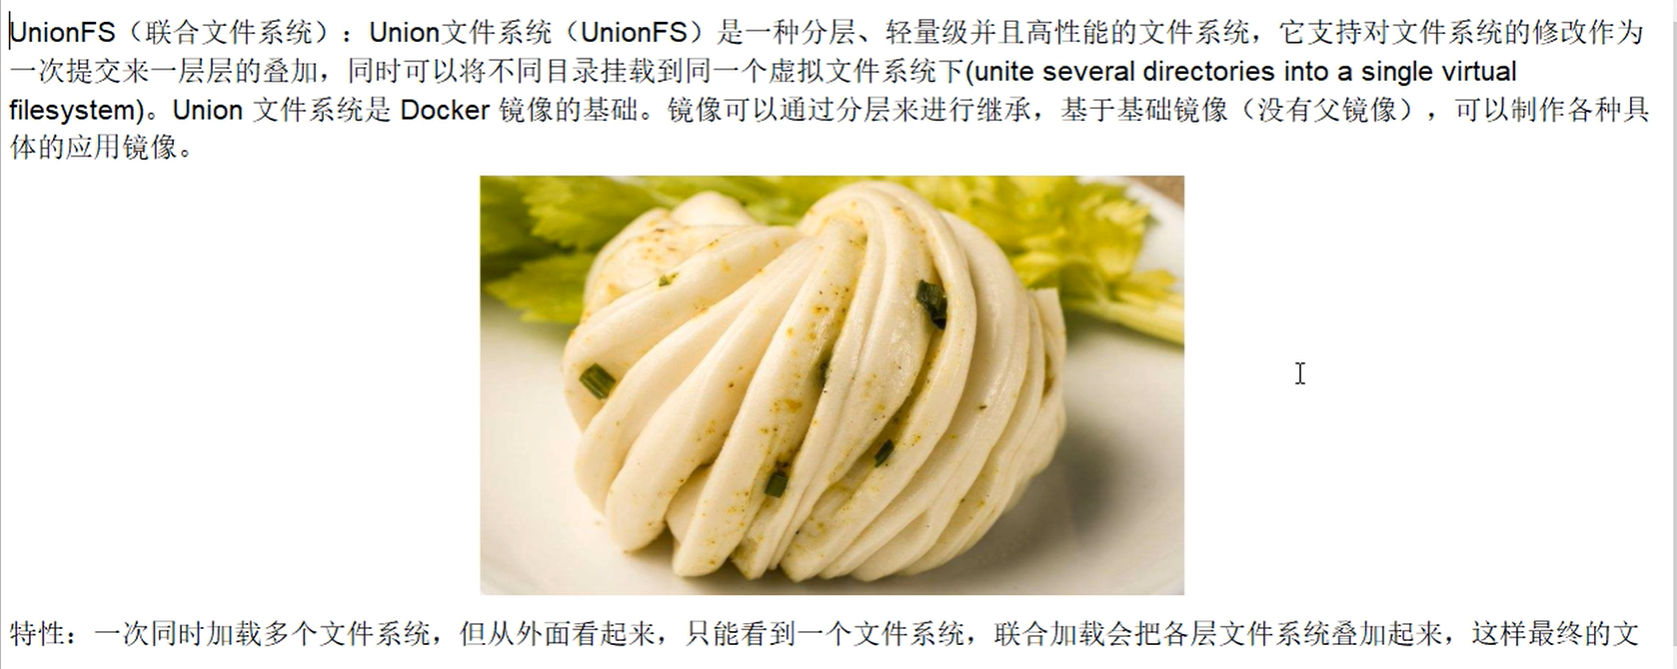 UnionFS（联合文件系统）：Union文件系统（UnionFS）是一种分层、轻量级并且高性能的文件系统，它支持对文件系统的修改作为
一次提交来一层层的叠加，同时可以将不同目录挂载到同一个虚拟文件系统下(unite several directories into a single virtual
filesystem)。Union 文件系统是 Docker 镜像的基础。镜像可以通过分层来进行继承，基于基础镜像（没有父镜像），可以制作各种具
体的应用镜像。
特性：一次同时加载多个文件系统，但从外面看起来，只能看到一个文件系统，联合加载会把各层文件系统叠加起来，这样最终的文